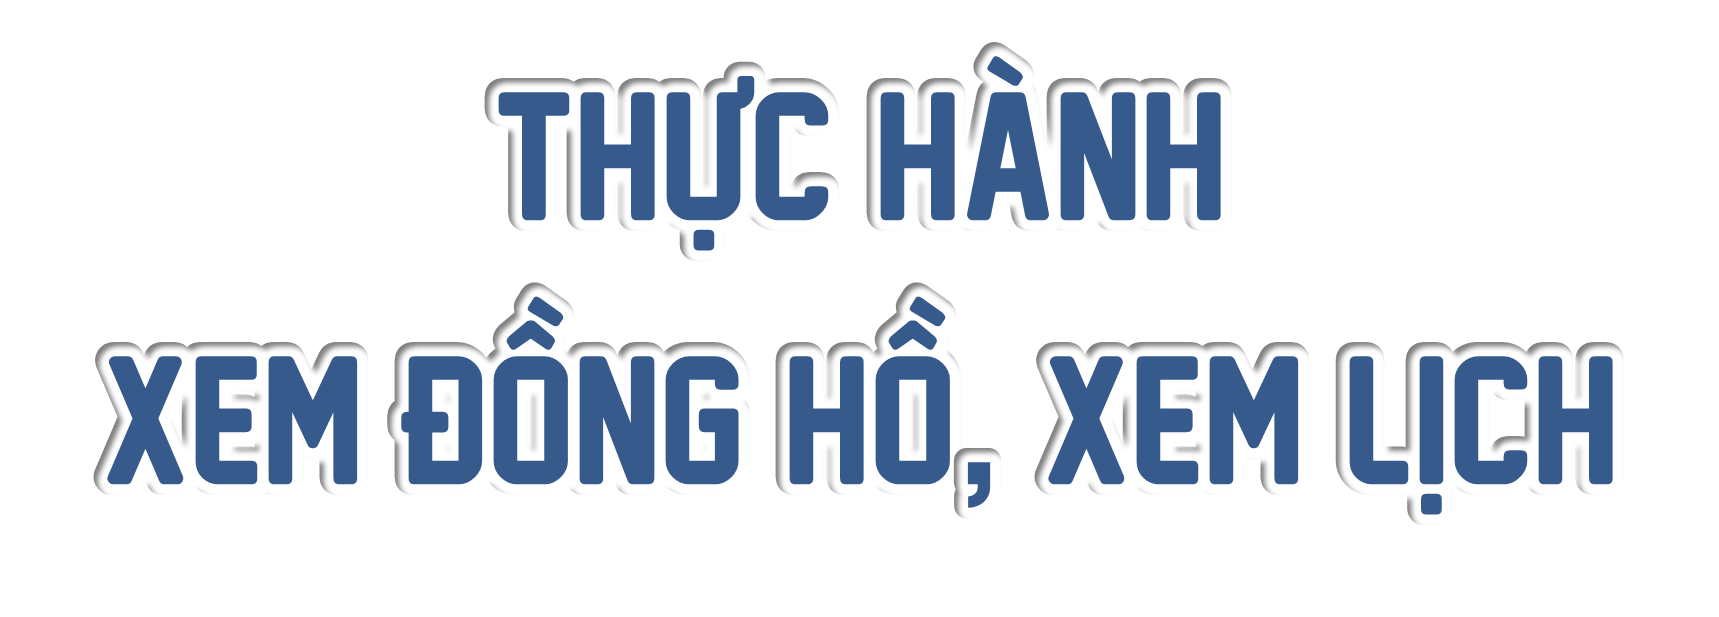 THỰC HÀNH
XEM ĐỒNG HỒ, XEM LỊCH